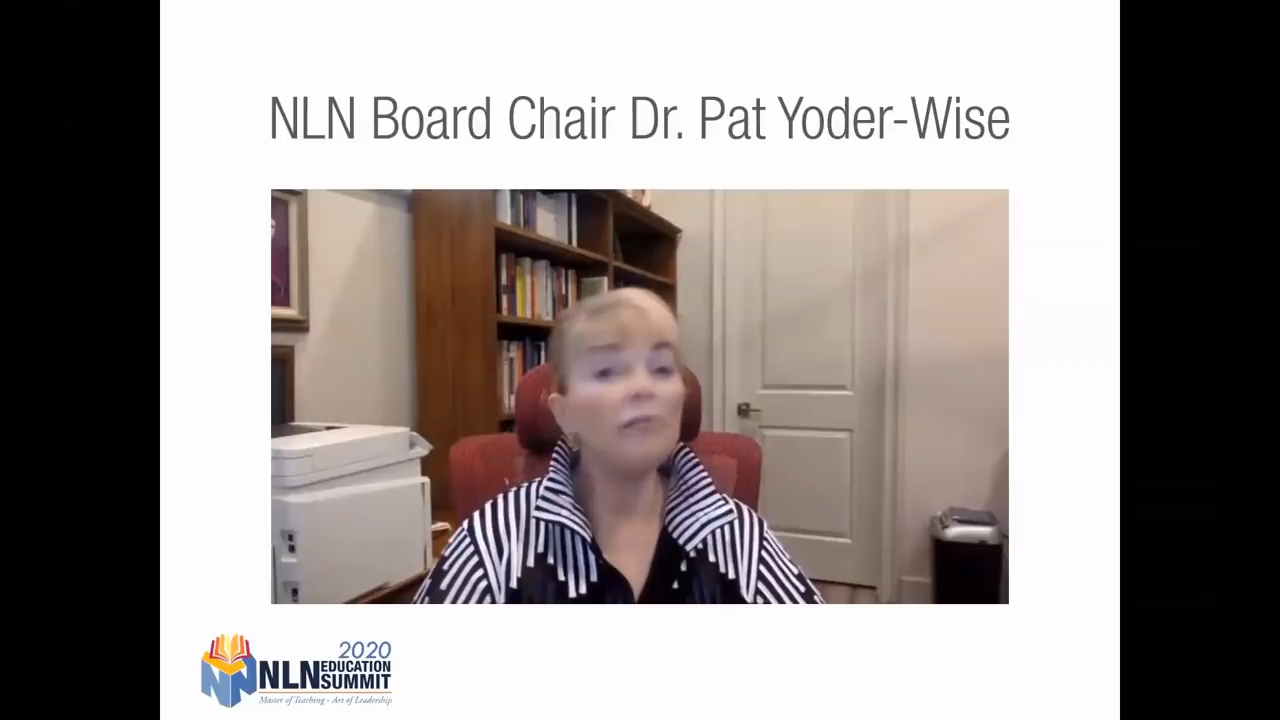 NLN Board Chair Dr. Pat Yoder-Wise
2020
NLN EDUCATION
SUMMIT
Master of Teaching - Art of Leadership